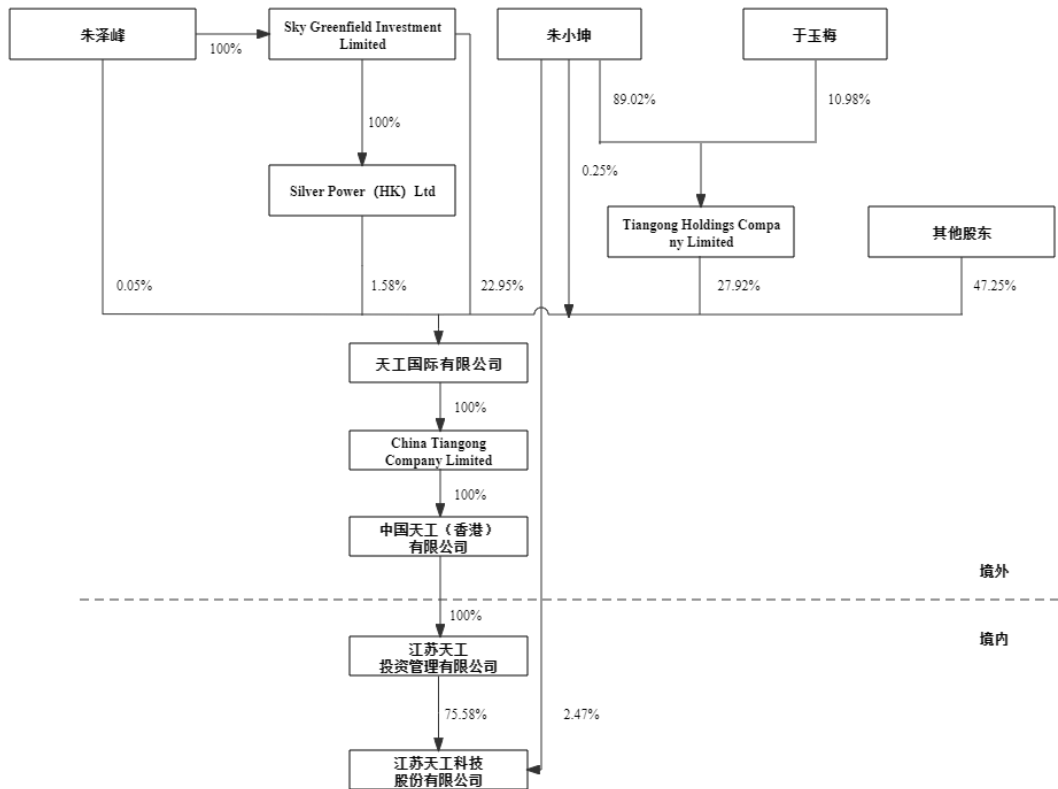 朱泽峰
100%
Sky Greenfield Investment
Limited
朱小坤
于玉梅
89.02%
10.98%
100%
0.25%
Silver Power（HK）Ltd
Tiangong Holdings Compa
ny Limited
其他股东
0.05%
1.58%
22.95%
27.92%
47.25%
天工国际有限公司
100%
China Tiangong
Company Limited
100%
中国天工（香港）
有限公司
境外
100%
境内
江苏天工
投资管理有限公司
75.58%
2.47%
江苏天工科技
股份有限公司